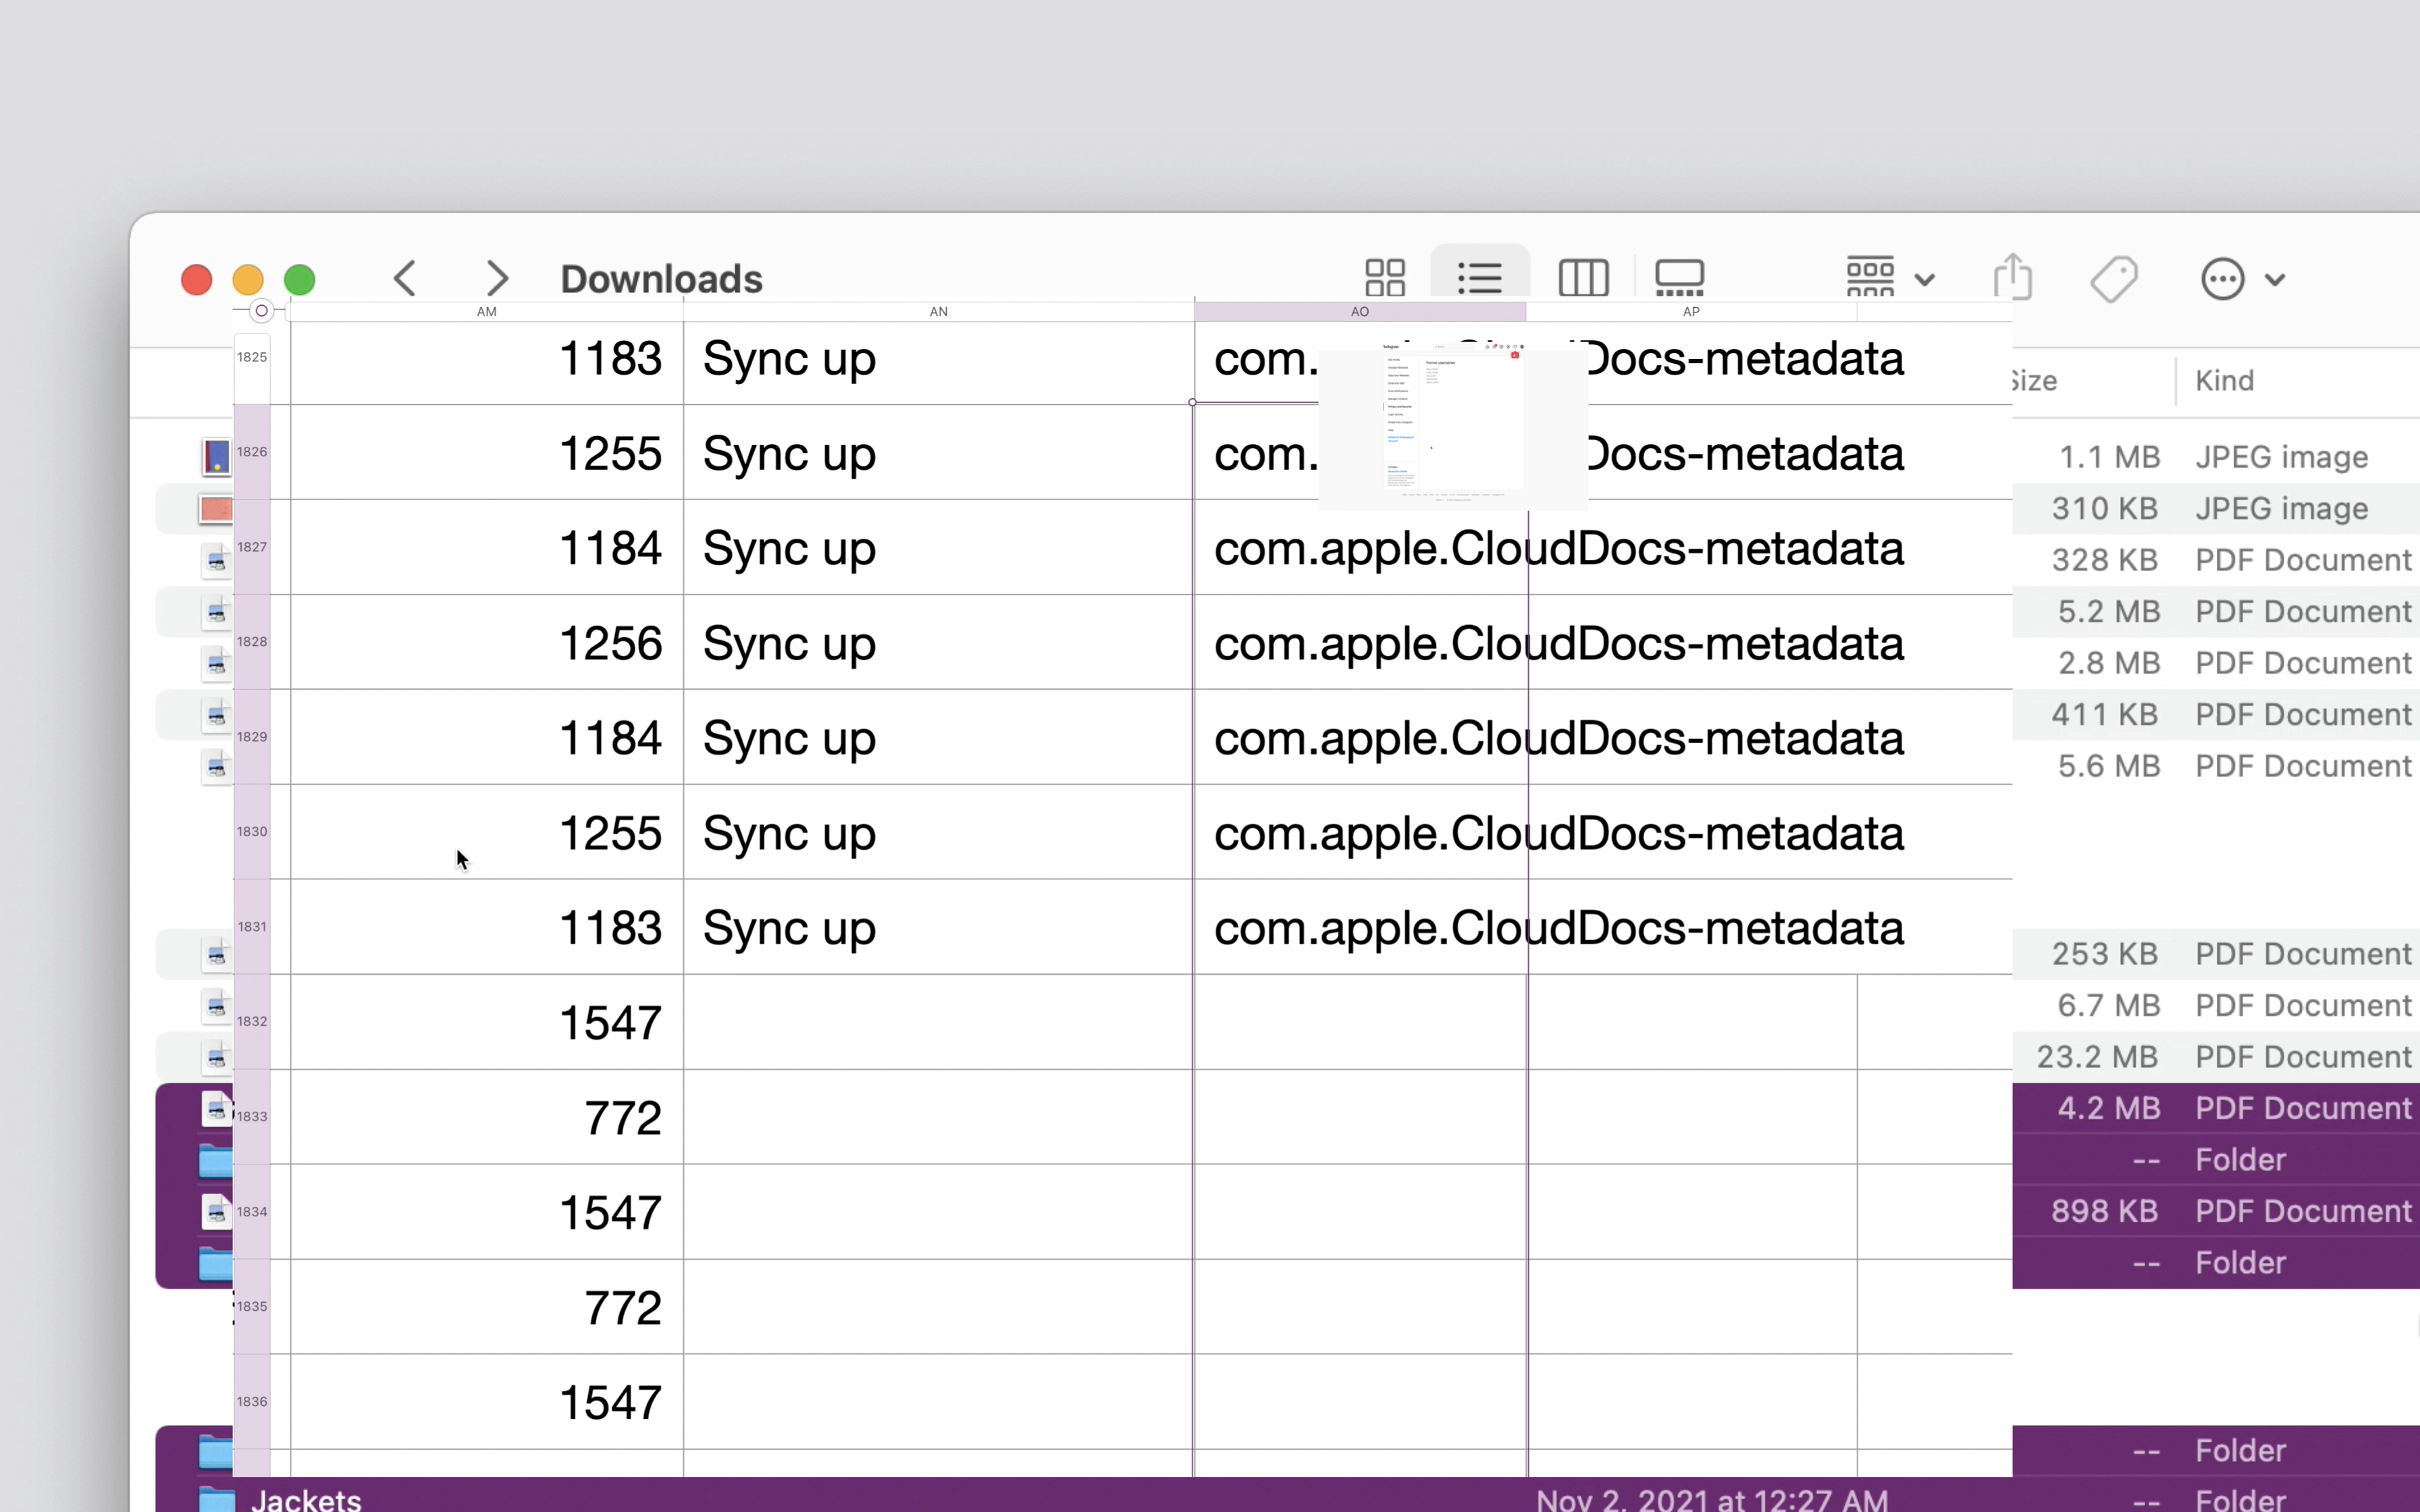 Downloads
AM AN AO AP
Size Kind
1825 1183 Sync up com. Docs-metadata
1826 1255 Sync up com. Docs-metadata 1.1 MB JPEG image
310 KB JPEG image
1827 1184 Sync up com.apple.CloudDocs-metadata 328 KB PDF Document
5.2 MB PDF Document
1828 1256 Sync up com.apple.CloudDocs-metadata 2.8 MB PDF Document
411 KB PDF Document
1829 1184 Sync up com.apple.CloudDocs-metadata
5.6 MB PDF Document
1830 1255 Sync up com.apple.CloudDocs-metadata
1831 1183 Sync up com.apple.CloudDocs-metadata
253 KB PDF Document
1832 1547 6.7 MB PDF Document
23.2 MB PDF Document
1833 772 4.2 MB PDF Document
-- Folder
1834 1547 898 KB PDF Document
-- Folder
1835 772
1836 1547
-- Folder
Jackets Nov 2, 2021 at 12:27 AM -- Folder